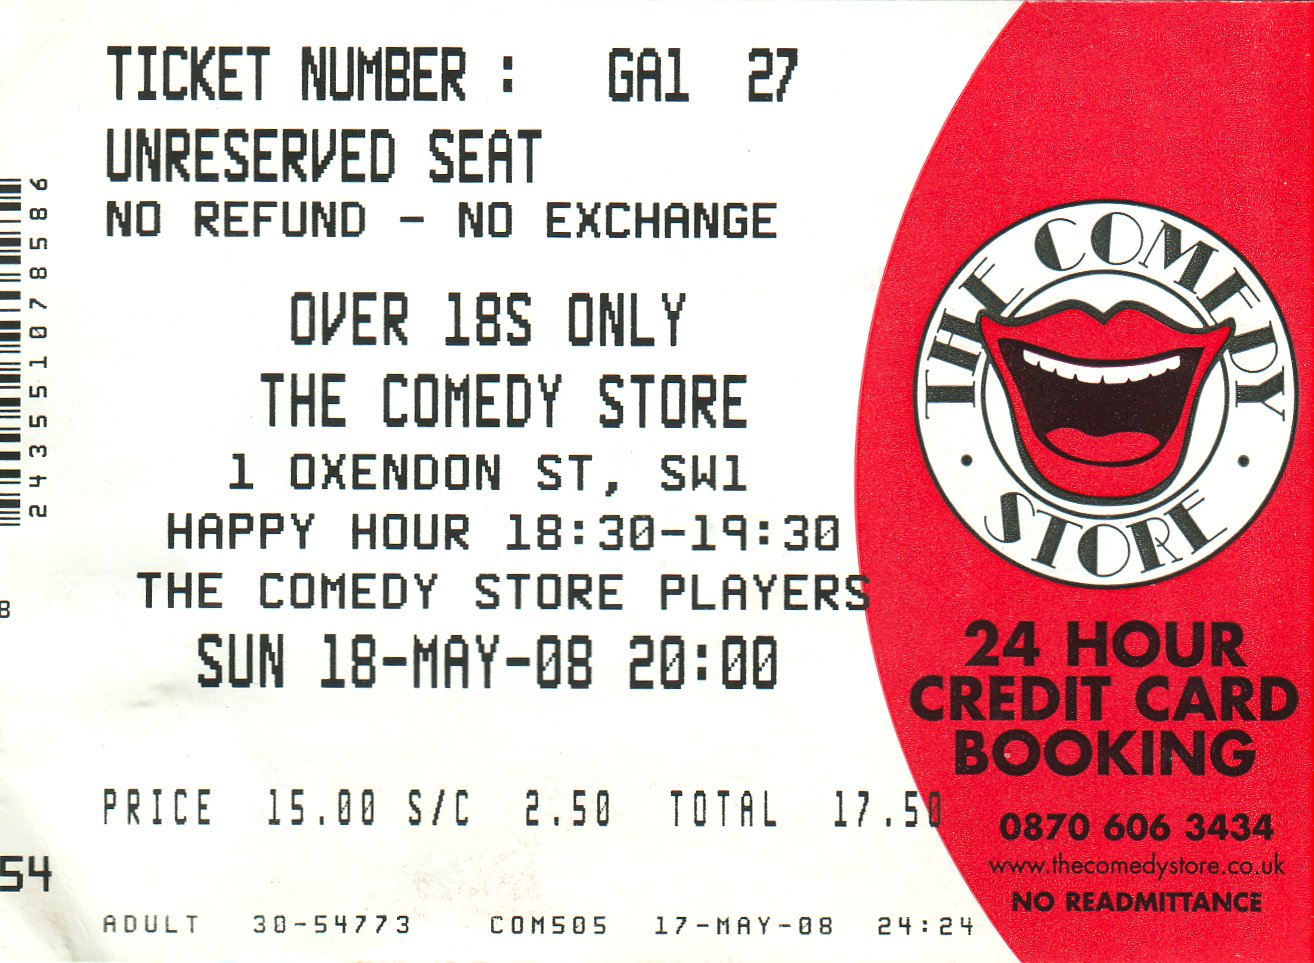 TICKET NUMBER : GA1 27
UNRESERVED SEAT
NO REFUND - NO EXCHANGE
OVER 18S ONLY
THE COMEDY STORE
1 OXENDON ST, SW1
HAPPY HOUR 18:30-19:30
THE COMEDY STORE PLAYERS
SUN 18-MAY-08 20:00
PRICE 15.00 S/C 2.50 TOTAL 17.50
ADULT 30-54773 COM505 17-MAY-08 24:24
2435510785586
8
54
THE COMEDY
STORE
24 HOUR
CREDIT CARD
BOOKING
0870 606 3434
www.thecomedystore.co.uk
NO READMITTANCE